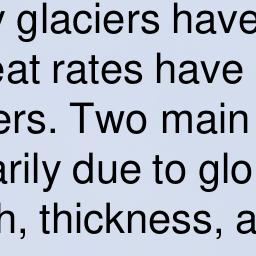 y glaciers have
eat rates have
ers. Two main
arily due to glo
h, thickness, a